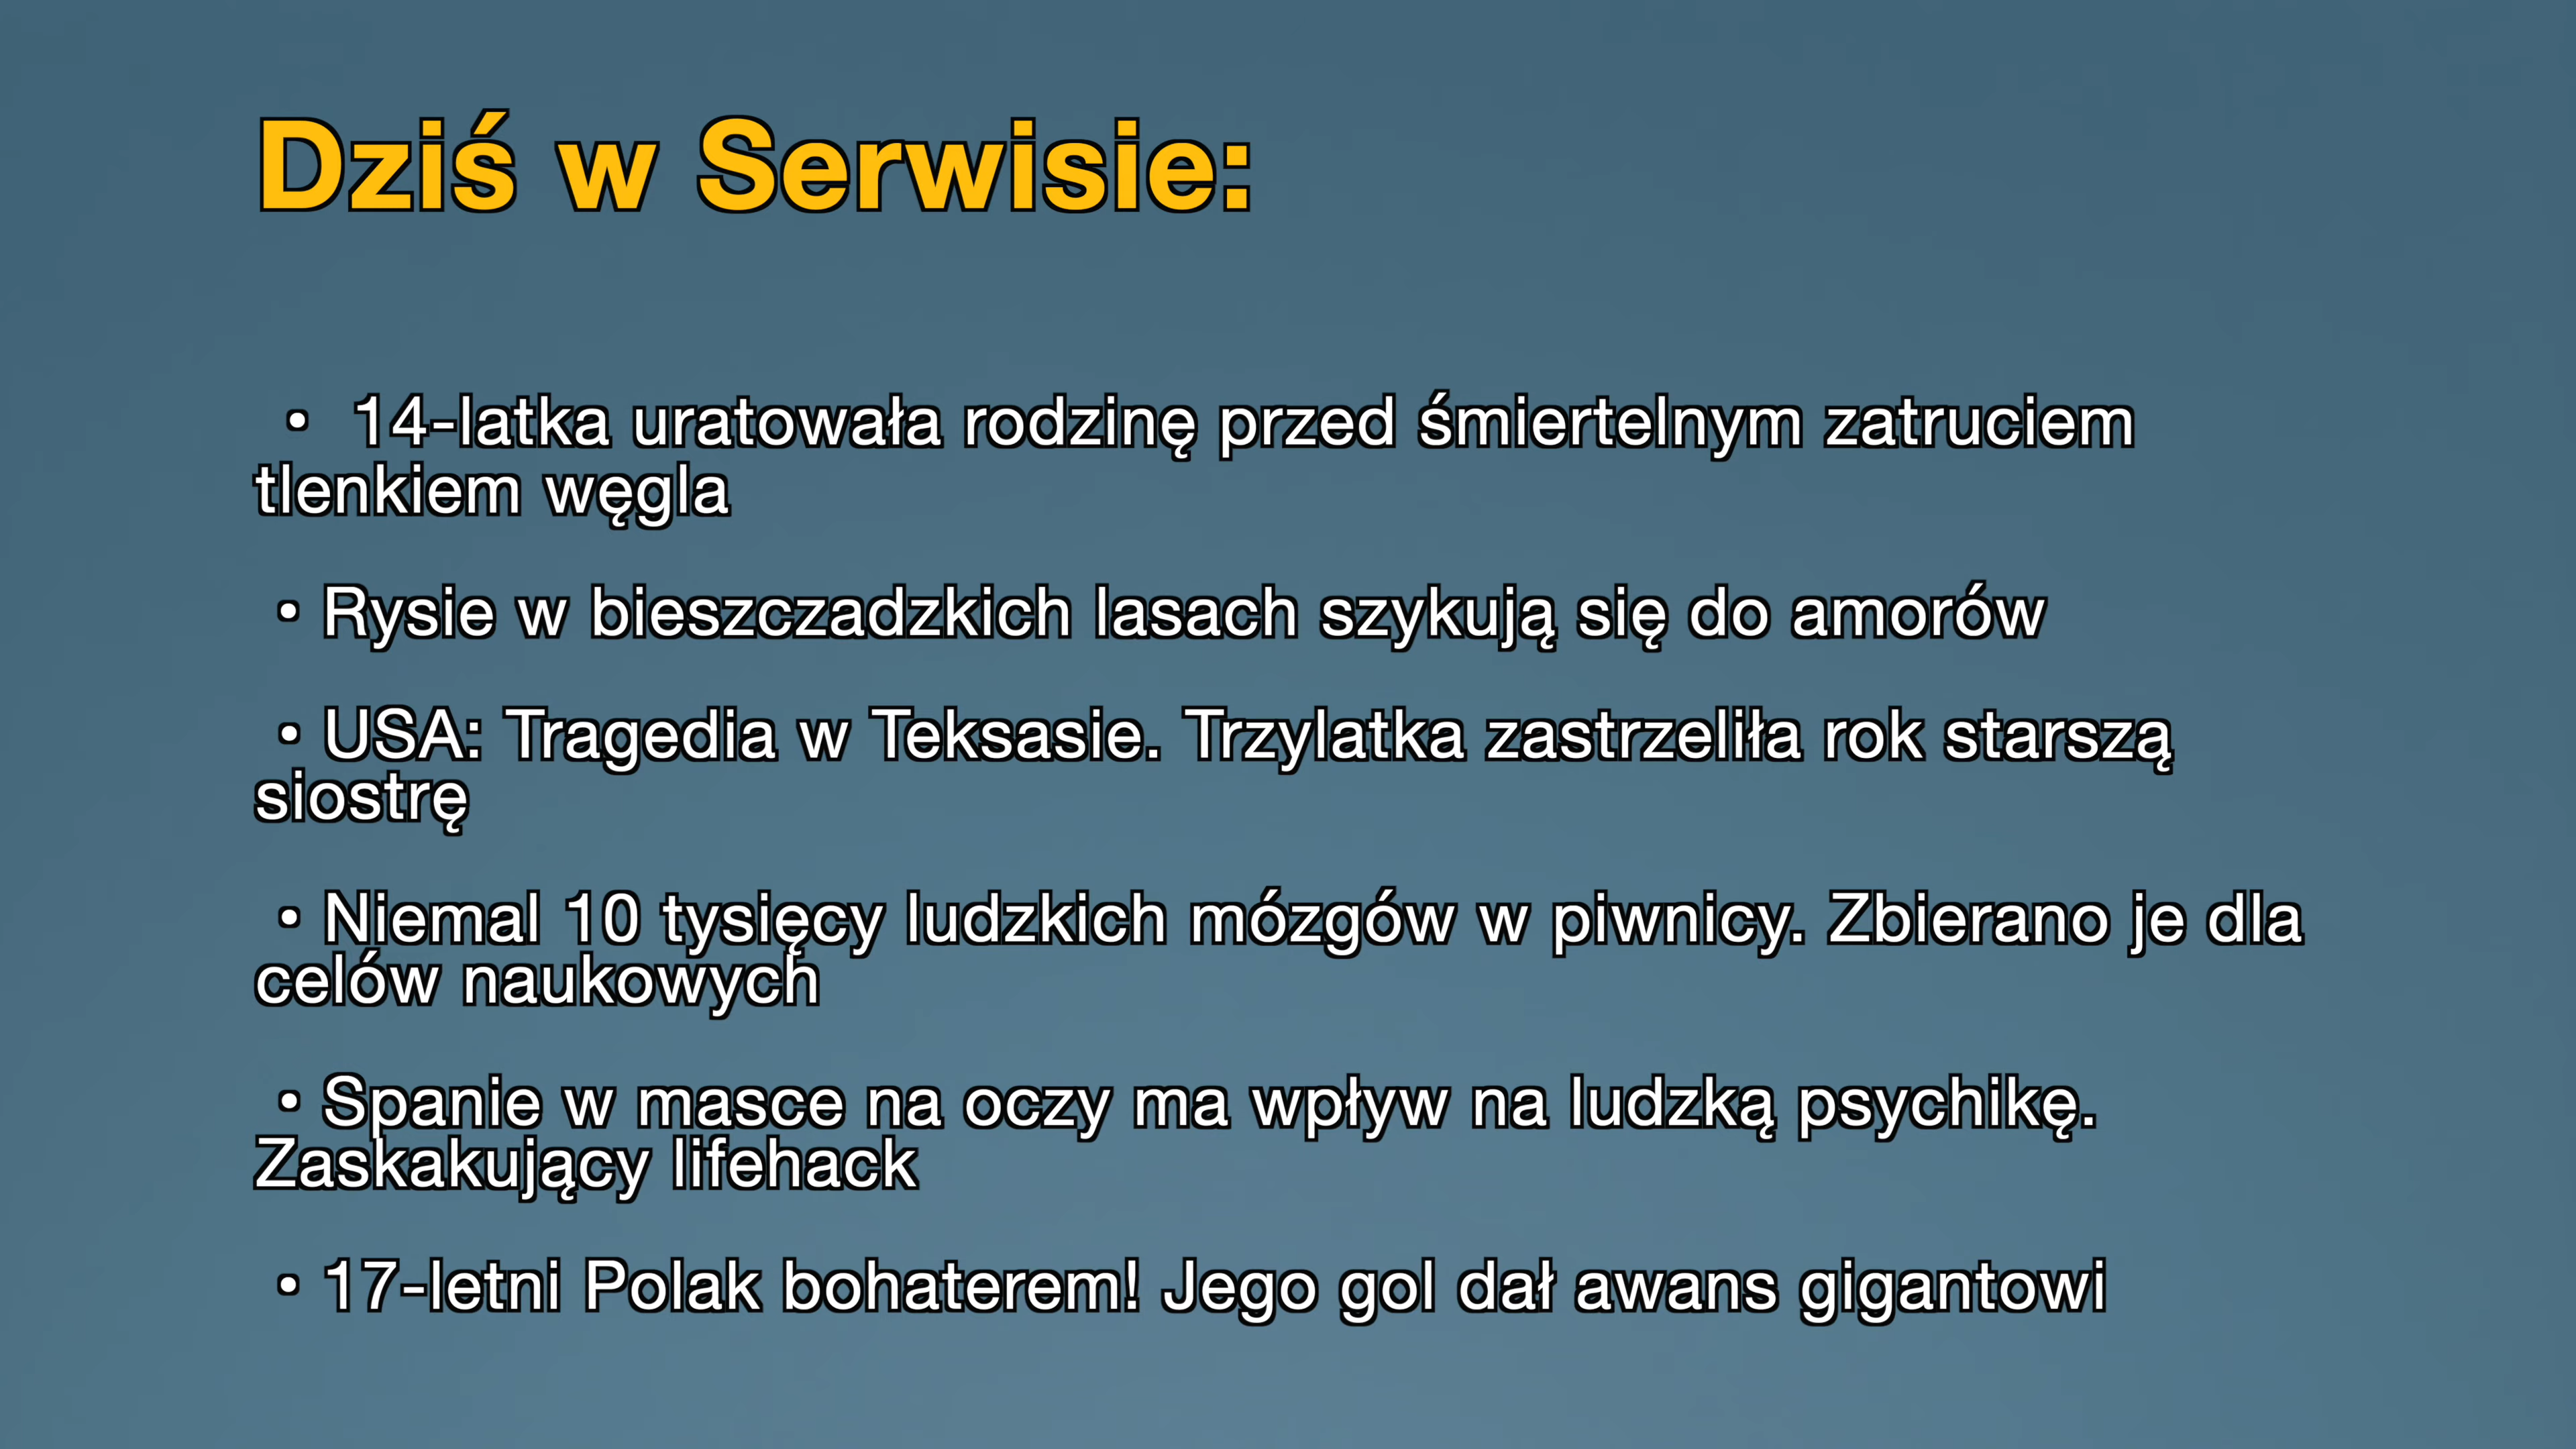 Dziś w Serwisie:
• 14-latka uratowała rodzinę przed śmiertelnym zatruciem
tlenkiem węgla
• Rysie w bieszczadzkich lasach szykują się do amorów
• USA: Tragedia w Teksasie. Trzylatka zastrzeliła rok starszą
siostrę
• Niemal 10 tysięcy ludzkich mózgów w piwnicy. Zbierano je dla
celów naukowych
• Spanie w masce na oczy ma wpływ na ludzką psychikę.
Zaskakujący lifehack
• 17-letni Polak bohaterem! Jego gol dał awans gigantowi